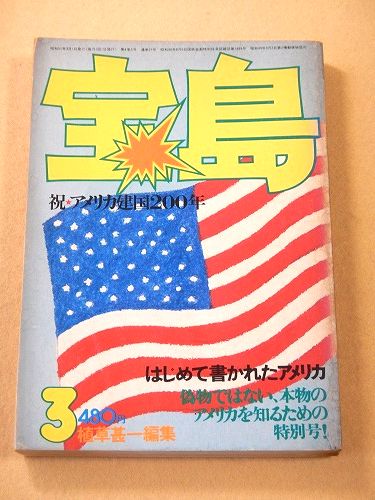 宝島
祝★アメリカ建国200年
はじめて書かれたアメリカ
偽物ではない、本物の
アメリカを知るための
特別号!
3
480円
植草甚一編集